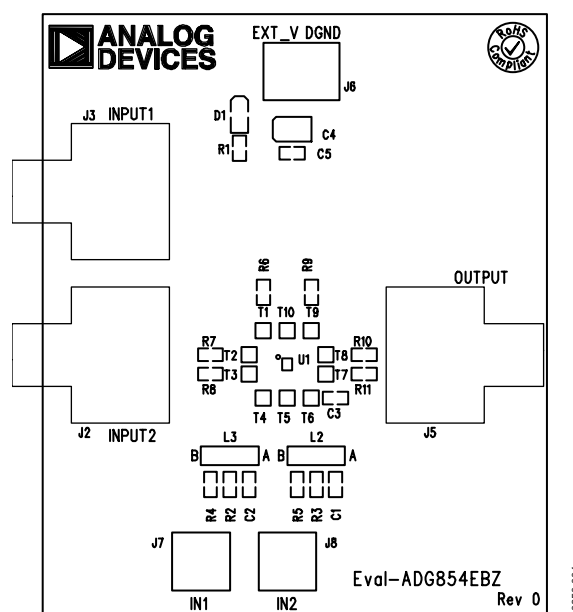 ANALOG
DEVICES
EXT_V DGND
RoHS
Compliant
J6
J3 INPUT1
D1
C4
R1
C5
OUTPUT
R6
R9
T1 T10 T9
R7
R10
T2
U1
T8
T3
T7
R8
R11
T4 T5 T6 C3
J2 INPUT2
J5
L3
L2
B A B A
R4 R2 C2 R5 R3 C1
J7
J8
Eval-ADG854EBZ
IN1
IN2
Rev 0